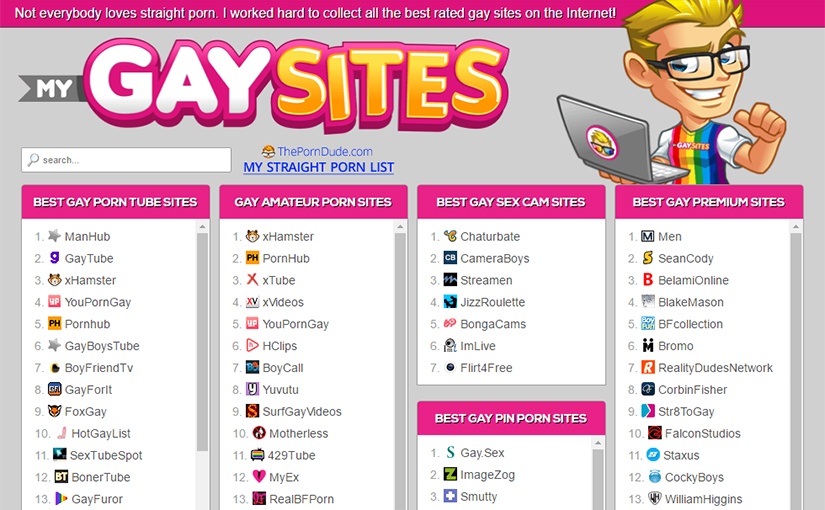 Not everybody loves straight porn. I worked hard to collect all the best rated gay sites on the Internet!
MY GAYSITES
GAYSITES
search...
ThePornDude.com
MY STRAIGHT PORN LIST
BEST GAY PORN TUBE SITES
1. ManHub
2. GayTube
3. xHamster
4. YouPornGay
5. Pornhub
6. GayBoysTube
7. BoyFriendTv
8. GayForIt
9. FoxGay
10. HotGayList
11. SexTubeSpot
12. BonerTube
13. GayFuror
GAY AMATEUR PORN SITES
1. xHamster
2. PornHub
3. xTube
4. xVideos
5. YouPornGay
6. HClips
7. BoyCall
8. Yuvutu
9. SurfGayVideos
10. Motherless
11. 429Tube
12. MyEx
13. RealBFPorn
BEST GAY SEX CAM SITES
1. Chaturbate
2. CameraBoys
3. Streamen
4. JizzRoulette
5. BongaCams
6. ImLive
7. Flirt4Free
BEST GAY PIN PORN SITES
1. Gay.Sex
2. ImageZog
3. Smutty
BEST GAY PREMIUM SITES
1. Men
2. SeanCody
3. BelamiOnline
4. BlakeMason
5. BFcollection
6. Bromo
7. RealityDudesNetwork
8. CorbinFisher
9. Str8ToGay
10. FalconStudios
11. Staxus
12. CockyBoys
13. WilliamHiggins